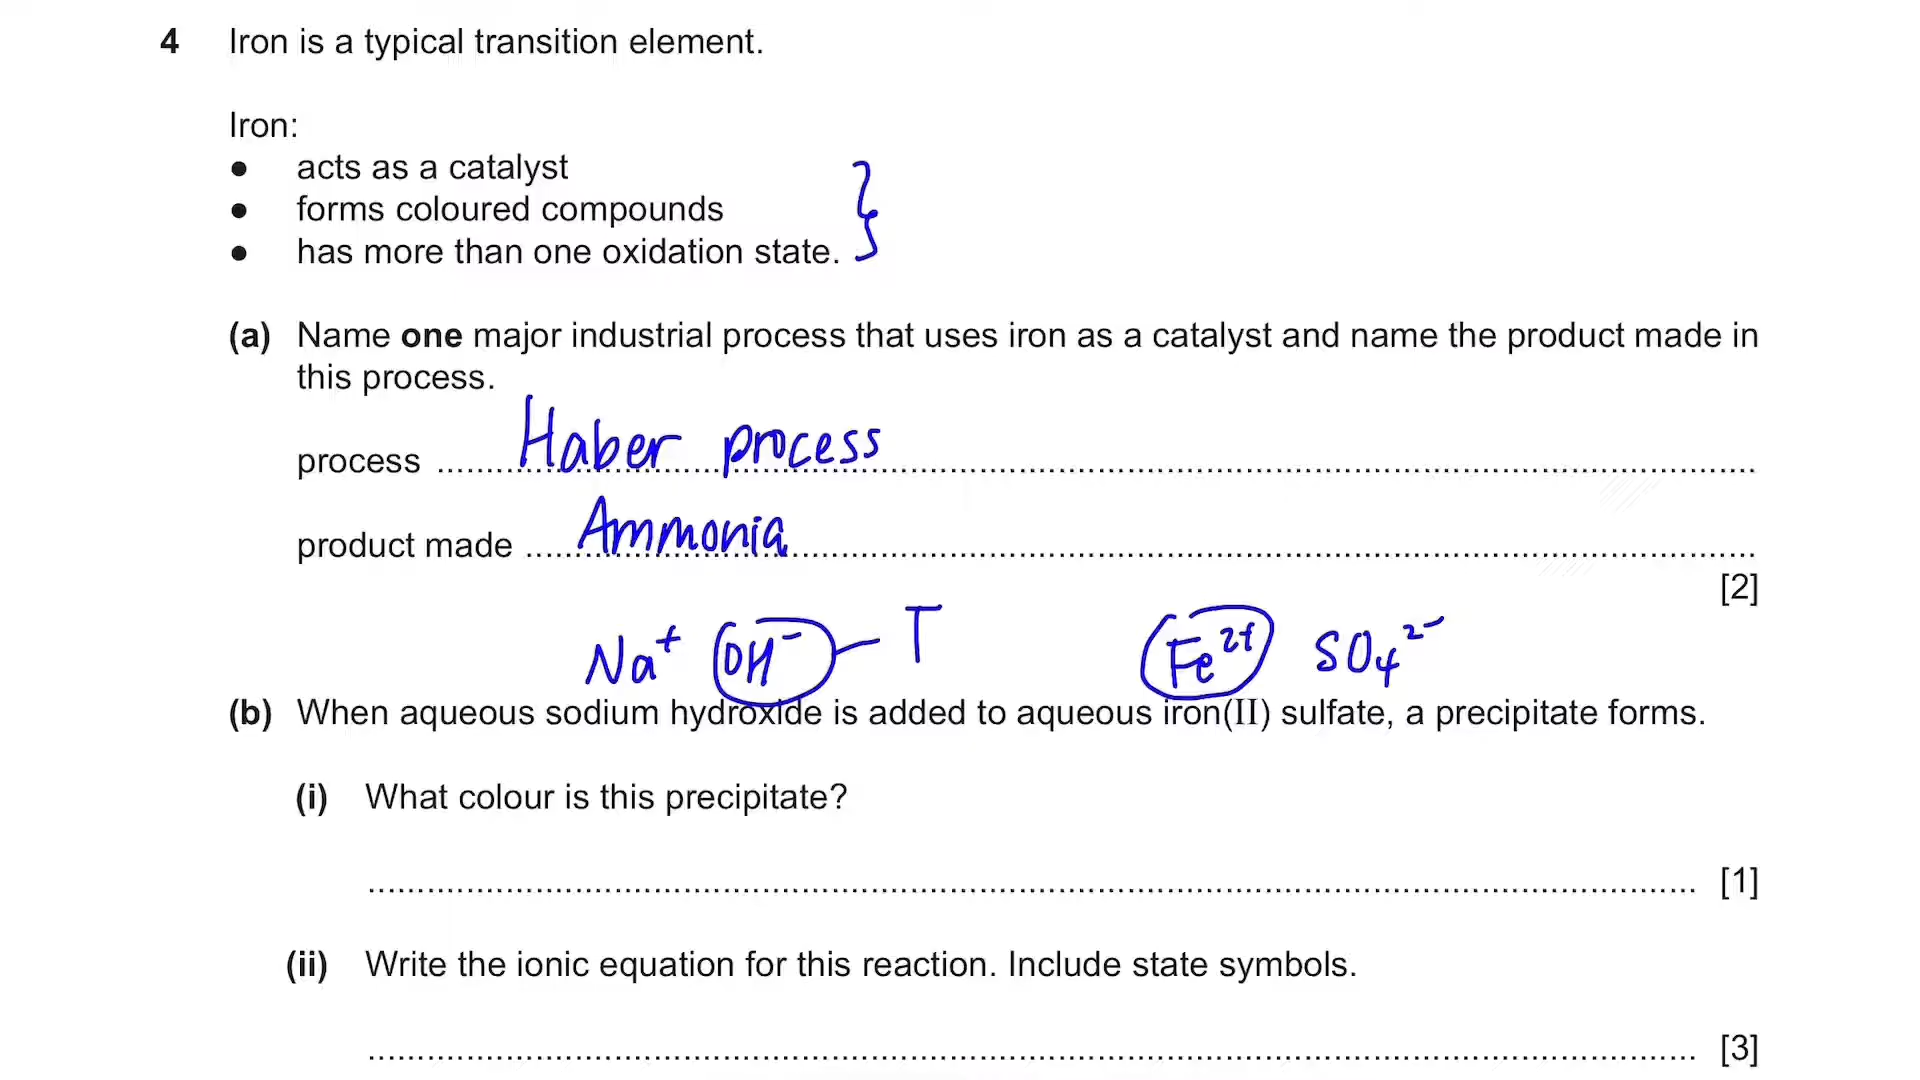 4 Iron is a typical transition element.
Iron:
● acts as a catalyst
● forms coloured compounds
● has more than one oxidation state.
(a) Name one major industrial process that uses iron as a catalyst and name the product made in
this process.
process Haber process
product made Ammonia
[2]
Na⁺ OH⁻ T Fe²⁺ SO₄²⁻
(b) When aqueous sodium hydroxide is added to aqueous iron(II) sulfate, a precipitate forms.
(i) What colour is this precipitate?
[1]
(ii) Write the ionic equation for this reaction. Include state symbols.
[3]